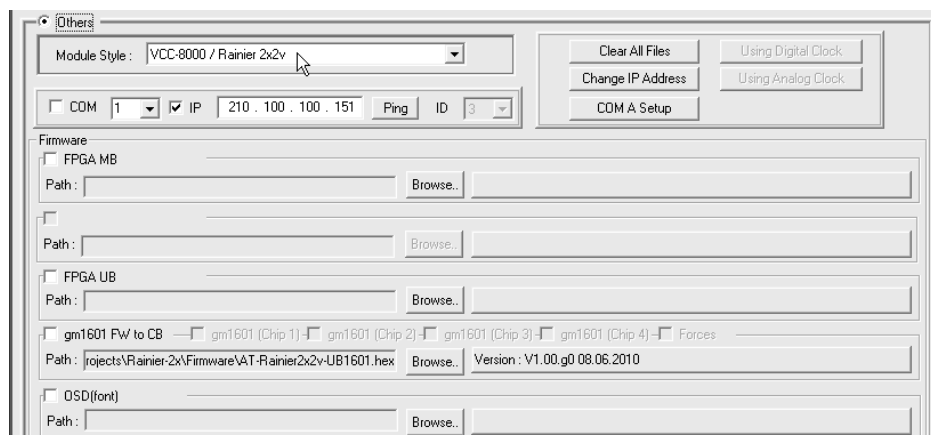 Others
Module Style : VCC-8000 / Rainier 2x2v
Clear All Files Using Digital Clock
Change IP Address Using Analog Clock
COM A Setup
COM 1 IP 210 . 100 . 100 . 151 Ping ID 3
Firmware
FPGA MB
Path : Browse..
Path : Browse..
FPGA UB
Path : Browse..
gm1601 FW to CB gm1601 (Chip 1) gm1601 (Chip 2) gm1601 (Chip 3) gm1601 (Chip 4) Forces
Path : rojects\Rainier-2x\Firmware\AT-Rainier2x2v-UB1601.hex Browse.. Version : V1.00.g0 08.06.2010
OSD(font)
Path : Browse..